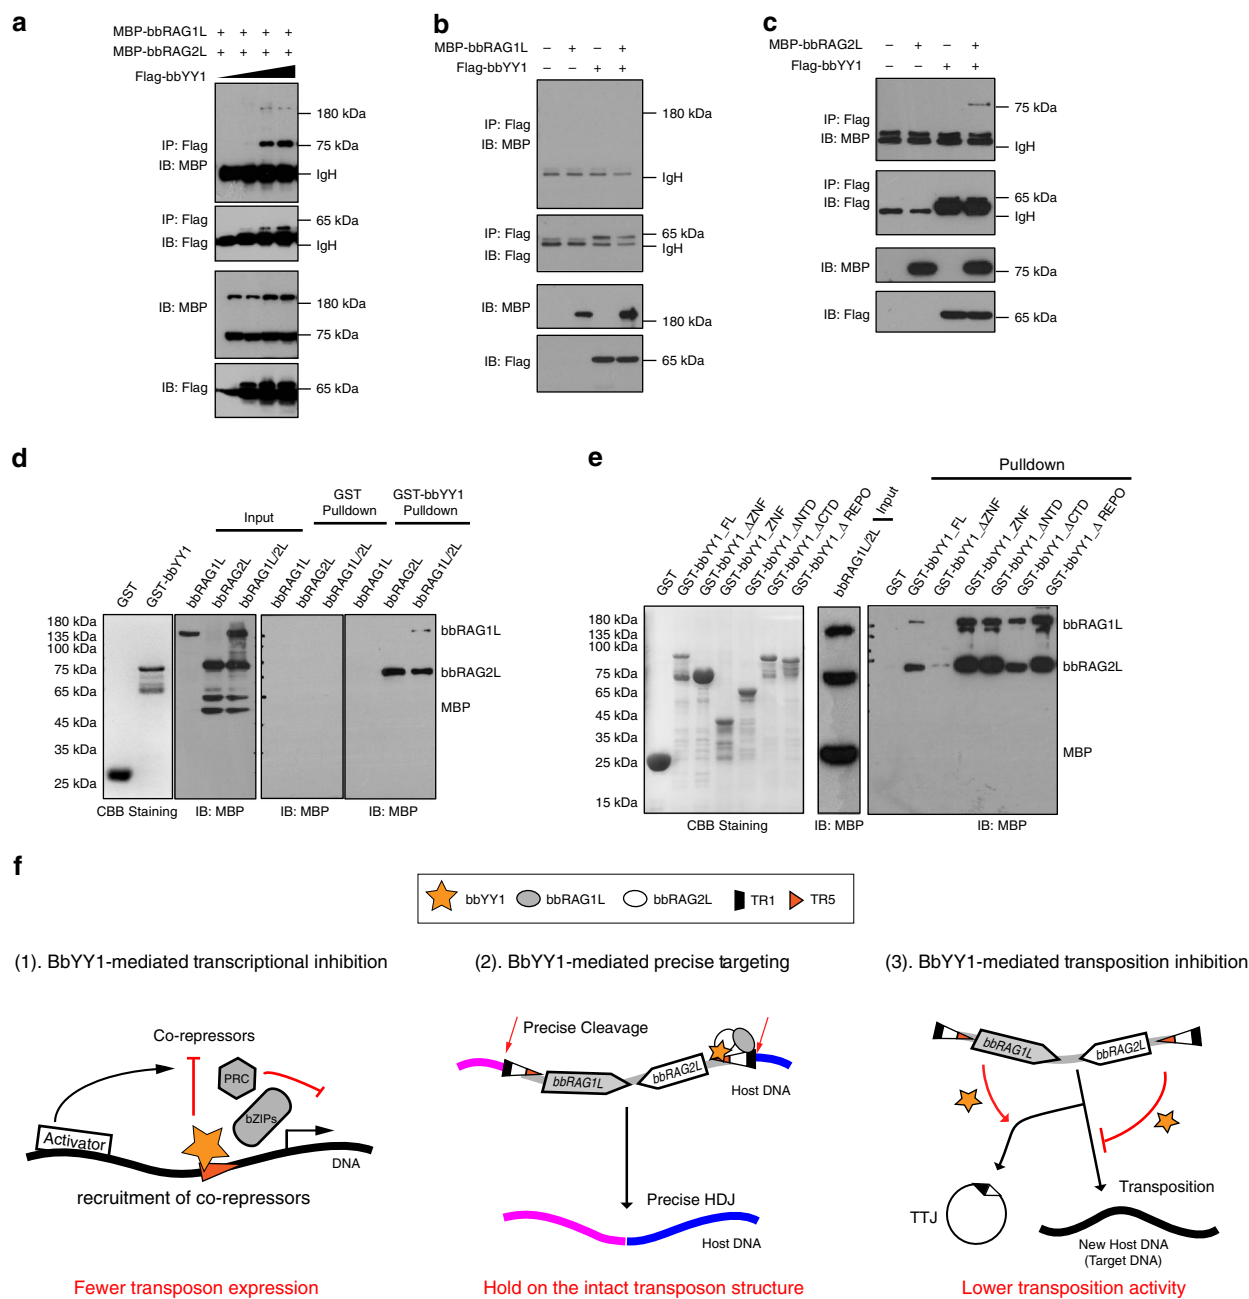 a
MBP-bbRAG1L + + + +
MBP-bbRAG2L + + + +
Flag-bbYY1
180 kDa
IP: Flag
IB: MBP
75 kDa
IgH
IP: Flag
IB: Flag
65 kDa
IgH
IB: MBP
180 kDa
75 kDa
IB: Flag
65 kDa
b
MBP-bbRAG1L – + – +
Flag-bbYY1 – – + +
IP: Flag
IB: MBP
180 kDa
IgH
IP: Flag
IB: Flag
65 kDa
IgH
IB: MBP
180 kDa
IB: Flag
65 kDa
c
MBP-bbRAG2L – + – +
Flag-bbYY1 – – + +
IP: Flag
IB: MBP
75 kDa
IgH
IP: Flag
IB: Flag
65 kDa
IgH
IB: MBP
75 kDa
IB: Flag
65 kDa
d
Input
GST
Pulldown
GST-bbYY1
Pulldown
GST
GST-bbYY1
bbRAG1L
bbRAG2L
bbRAG1L/2L
bbRAG1L
bbRAG2L
bbRAG1L/2L
bbRAG1L
bbRAG2L
bbRAG1L/2L
180 kDa
135 kDa
100 kDa
75 kDa
65 kDa
45 kDa
35 kDa
25 kDa
bbRAG1L
bbRAG2L
MBP
CBB Staining
IB: MBP
IB: MBP
IB: MBP
e
Pulldown
GST
GST-bbYY1_FL
GST-bbYY1_ΔZNF
GST-bbYY1_ZNF
GST-bbYY1_ΔNTD
GST-bbYY1_ΔCTD
GST-bbYY1_Δ REPO
bbRAG1L/2L
Input
GST
GST-bbYY1_FL
GST-bbYY1_ΔZNF
GST-bbYY1_ZNF
GST-bbYY1_ΔNTD
GST-bbYY1_ΔCTD
GST-bbYY1_Δ REPO
180 kDa
135 kDa
100 kDa
75 kDa
65 kDa
45 kDa
35 kDa
25 kDa
15 kDa
bbRAG1L
bbRAG2L
MBP
CBB Staining
IB: MBP
IB: MBP
f
bbYY1
bbRAG1L
bbRAG2L
TR1
TR5
(1). BbYY1-mediated transcriptional inhibition
Co-repressors
PRC
bZIPs
Activator
DNA
recruitment of co-repressors
Fewer transposon expression
(2). BbYY1-mediated precise targeting
Precise Cleavage
bbRAG1L
bbRAG2L
Host DNA
Precise HDJ
Host DNA
Hold on the intact transposon structure
(3). BbYY1-mediated transposition inhibition
bbRAG1L
bbRAG2L
TTJ
Transposition
New Host DNA
(Target DNA)
Lower transposition activity